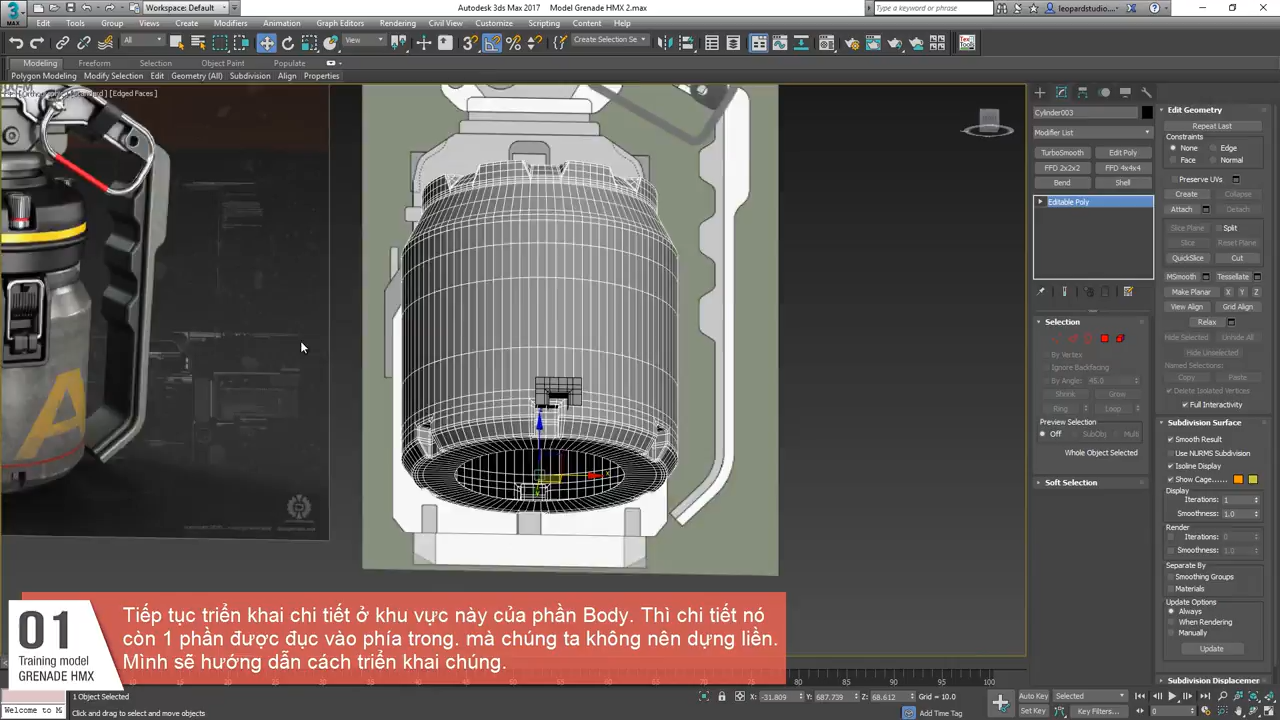 Workspace: Default
Autodesk 3ds Max 2017 Model Grenade HMX 2.max
Type a keyword or phrase
leopardstudio...
Edit Tools Group Views Create Modifiers Animation Graph Editors Rendering Civil View Customize Scripting Content Help
All View Create Selection Se
Modeling Freeform Selection Object Paint Populate
Polygon Modeling Modify Selection Edit Geometry (All) Subdivision Align Properties
[Edged Faces ]
Cylinder003
Modifier List
TurboSmooth Edit Poly
FFD 2x2x2 FFD 4x4x4
Bend Shell
Editable Poly
Selection
By Vertex
Ignore Backfacing
By Angle: 45.0
Shrink Grow
Ring Loop
Preview Selection
Off SubObj Multi
Whole Object Selected
Soft Selection
Edit Geometry
Repeat Last
Constraints
None Edge
Face Normal
Preserve UVs
Create Collapse
Attach Detach
Slice Plane Split
Slice Reset Plane
QuickSlice Cut
MSmooth Tessellate
Make Planar X Y Z
View Align Grid Align
Relax
Hide Selected Unhide All
Hide Unselected
Named Selections:
Copy Paste
Delete Isolated Vertices
Full Interactivity
Subdivision Surface
Smooth Result
Use NURMS Subdivision
Isoline Display
Show Cage......
Display
Iterations: 1
Smoothness: 1.0
Render
Iterations: 0
Smoothness: 1.0
Separate By
Smoothing Groups
Materials
Update Options
Always
When Rendering
Manually
Update
Subdivision Displacemen
A
01
Training model
GRENADE HMX
Tiếp tục triển khai chi tiết ở khu vực này của phần Body. Thì chi tiết nó
còn 1 phần được đục vào phía trong. mà chúng ta không nên dựng liền.
Mình sẽ hướng dẫn cách triển khai chúng.
80 85 90 95 100
1 Object Selected
X: -31.809 Y: 687.739 Z: 68.612 Grid = 10.0
Auto Key Selected
Welcome to M
Click and drag to select and move objects
Add Time Tag
Set Key Key Filters...
0